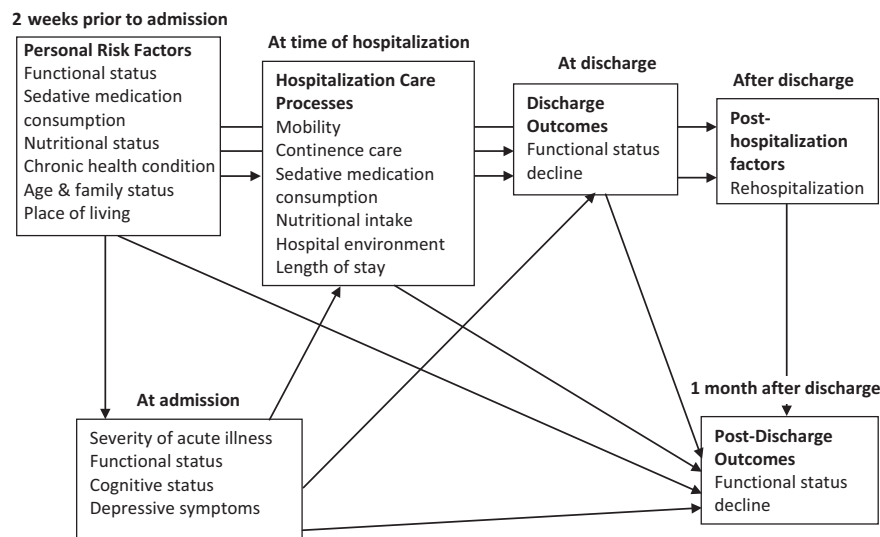 2 weeks prior to admission
Personal Risk Factors
Functional status
Sedative medication
consumption
Nutritional status
Chronic health condition
Age & family status
Place of living
At time of hospitalization
Hospitalization Care
Processes
Mobility
Continence care
Sedative medication
consumption
Nutritional intake
Hospital environment
Length of stay
At discharge
Discharge
Outcomes
Functional status
decline
After discharge
Post-
hospitalization
factors
Rehospitalization
At admission
Severity of acute illness
Functional status
Cognitive status
Depressive symptoms
1 month after discharge
Post-Discharge
Outcomes
Functional status
decline